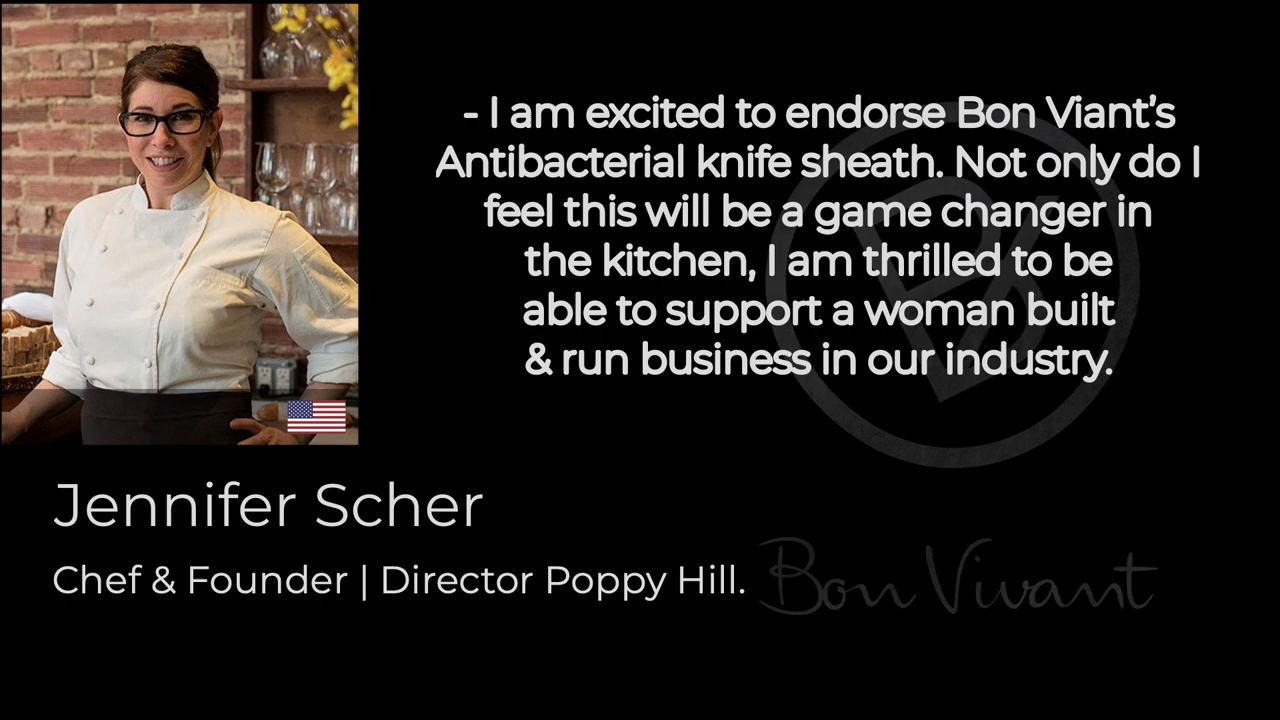 - I am excited to endorse Bon Viant's
Antibacterial knife sheath. Not only do I
feel this will be a game changer in
the kitchen, I am thrilled to be
able to support a woman built
& run business in our industry.
Jennifer Scher
Chef & Founder | Director Poppy Hill.
Bon Vivant